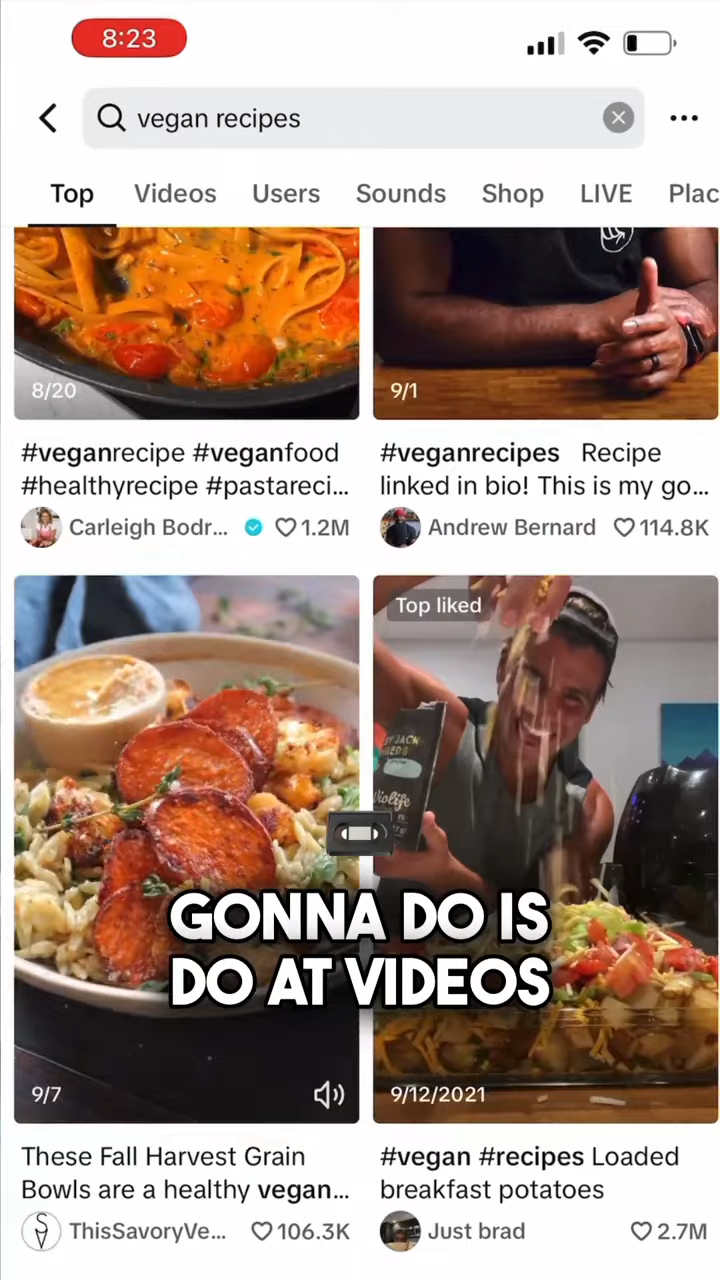 8:23
vegan recipes
Top Videos Users Sounds Shop LIVE Plac
8/20
9/1
#veganrecipe #veganfood
#healthyrecipe #pastareci...
Carleigh Bodr... 1.2M
#veganrecipes Recipe
linked in bio! This is my go...
Andrew Bernard 114.8K
Top liked
Violife
GONNA DO IS
DO AT VIDEOS
9/7
9/12/2021
These Fall Harvest Grain
Bowls are a healthy vegan...
ThisSavoryVe... 106.3K
#vegan #recipes Loaded
breakfast potatoes
Just brad 2.7M